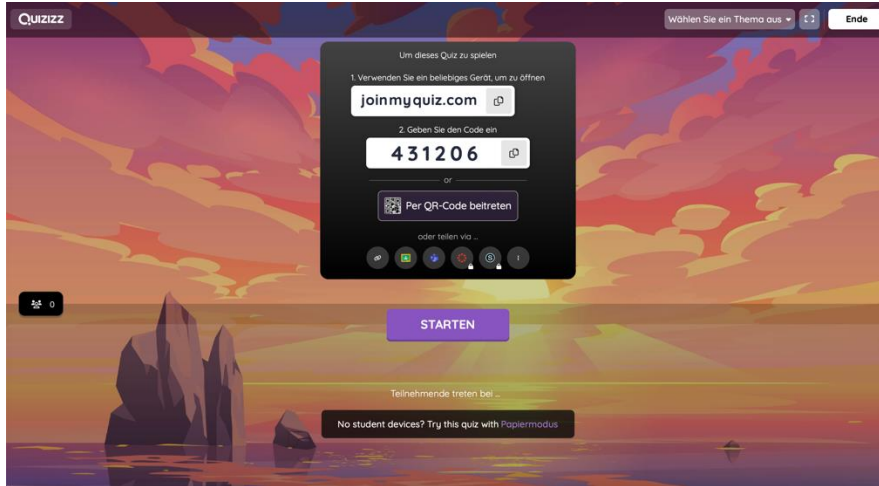 QUIZIZZ
Wählen Sie ein Thema aus
Ende
Um dieses Quiz zu spielen
1. Verwenden Sie ein beliebiges Gerät, um zu öffnen
joinmyquiz.com
2. Geben Sie den Code ein
431206
or
Per QR-Code beitreten
oder teilen via ...
0
STARTEN
Teilnehmende treten bei ...
No student devices? Try this quiz with Papiermodus